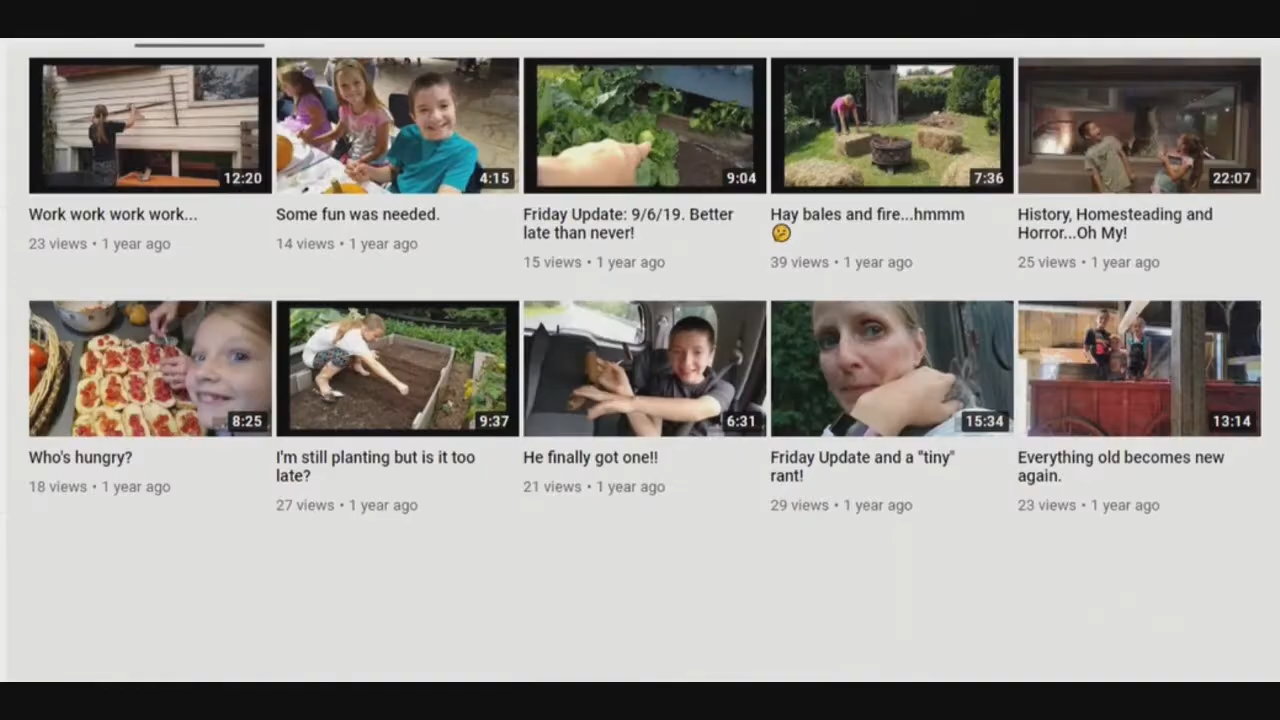 12:20
4:15
9:04
7:36
22:07
Work work work work...
Some fun was needed.
Friday Update: 9/6/19. Better
late than never!
Hay bales and fire...hmmm
🤔
History, Homesteading and
Horror...Oh My!
23 views • 1 year ago
14 views • 1 year ago
15 views • 1 year ago
39 views • 1 year ago
25 views • 1 year ago
8:25
9:37
6:31
15:34
13:14
Who's hungry?
I'm still planting but is it too
late?
He finally got one!!
Friday Update and a "tiny"
rant!
Everything old becomes new
again.
18 views • 1 year ago
27 views • 1 year ago
21 views • 1 year ago
29 views • 1 year ago
23 views • 1 year ago